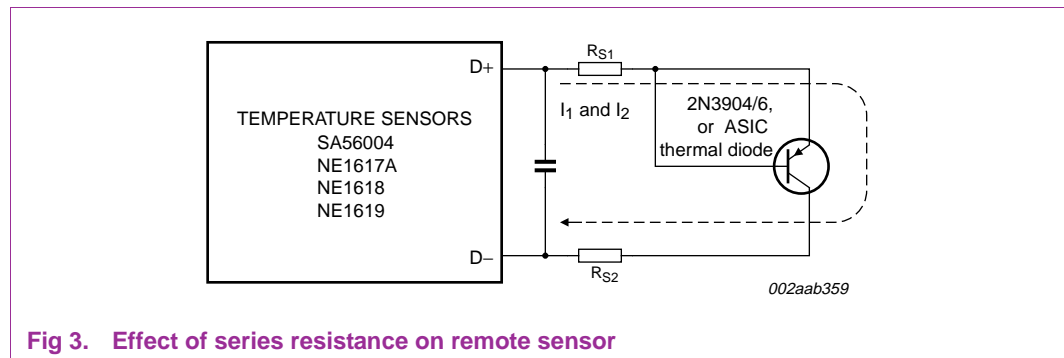 D+
RS1
I1 and I2
2N3904/6,
or ASIC
thermal diode
TEMPERATURE SENSORS
SA56004
NE1617A
NE1618
NE1619
D−
RS2
002aab359
Fig 3. Effect of series resistance on remote sensor